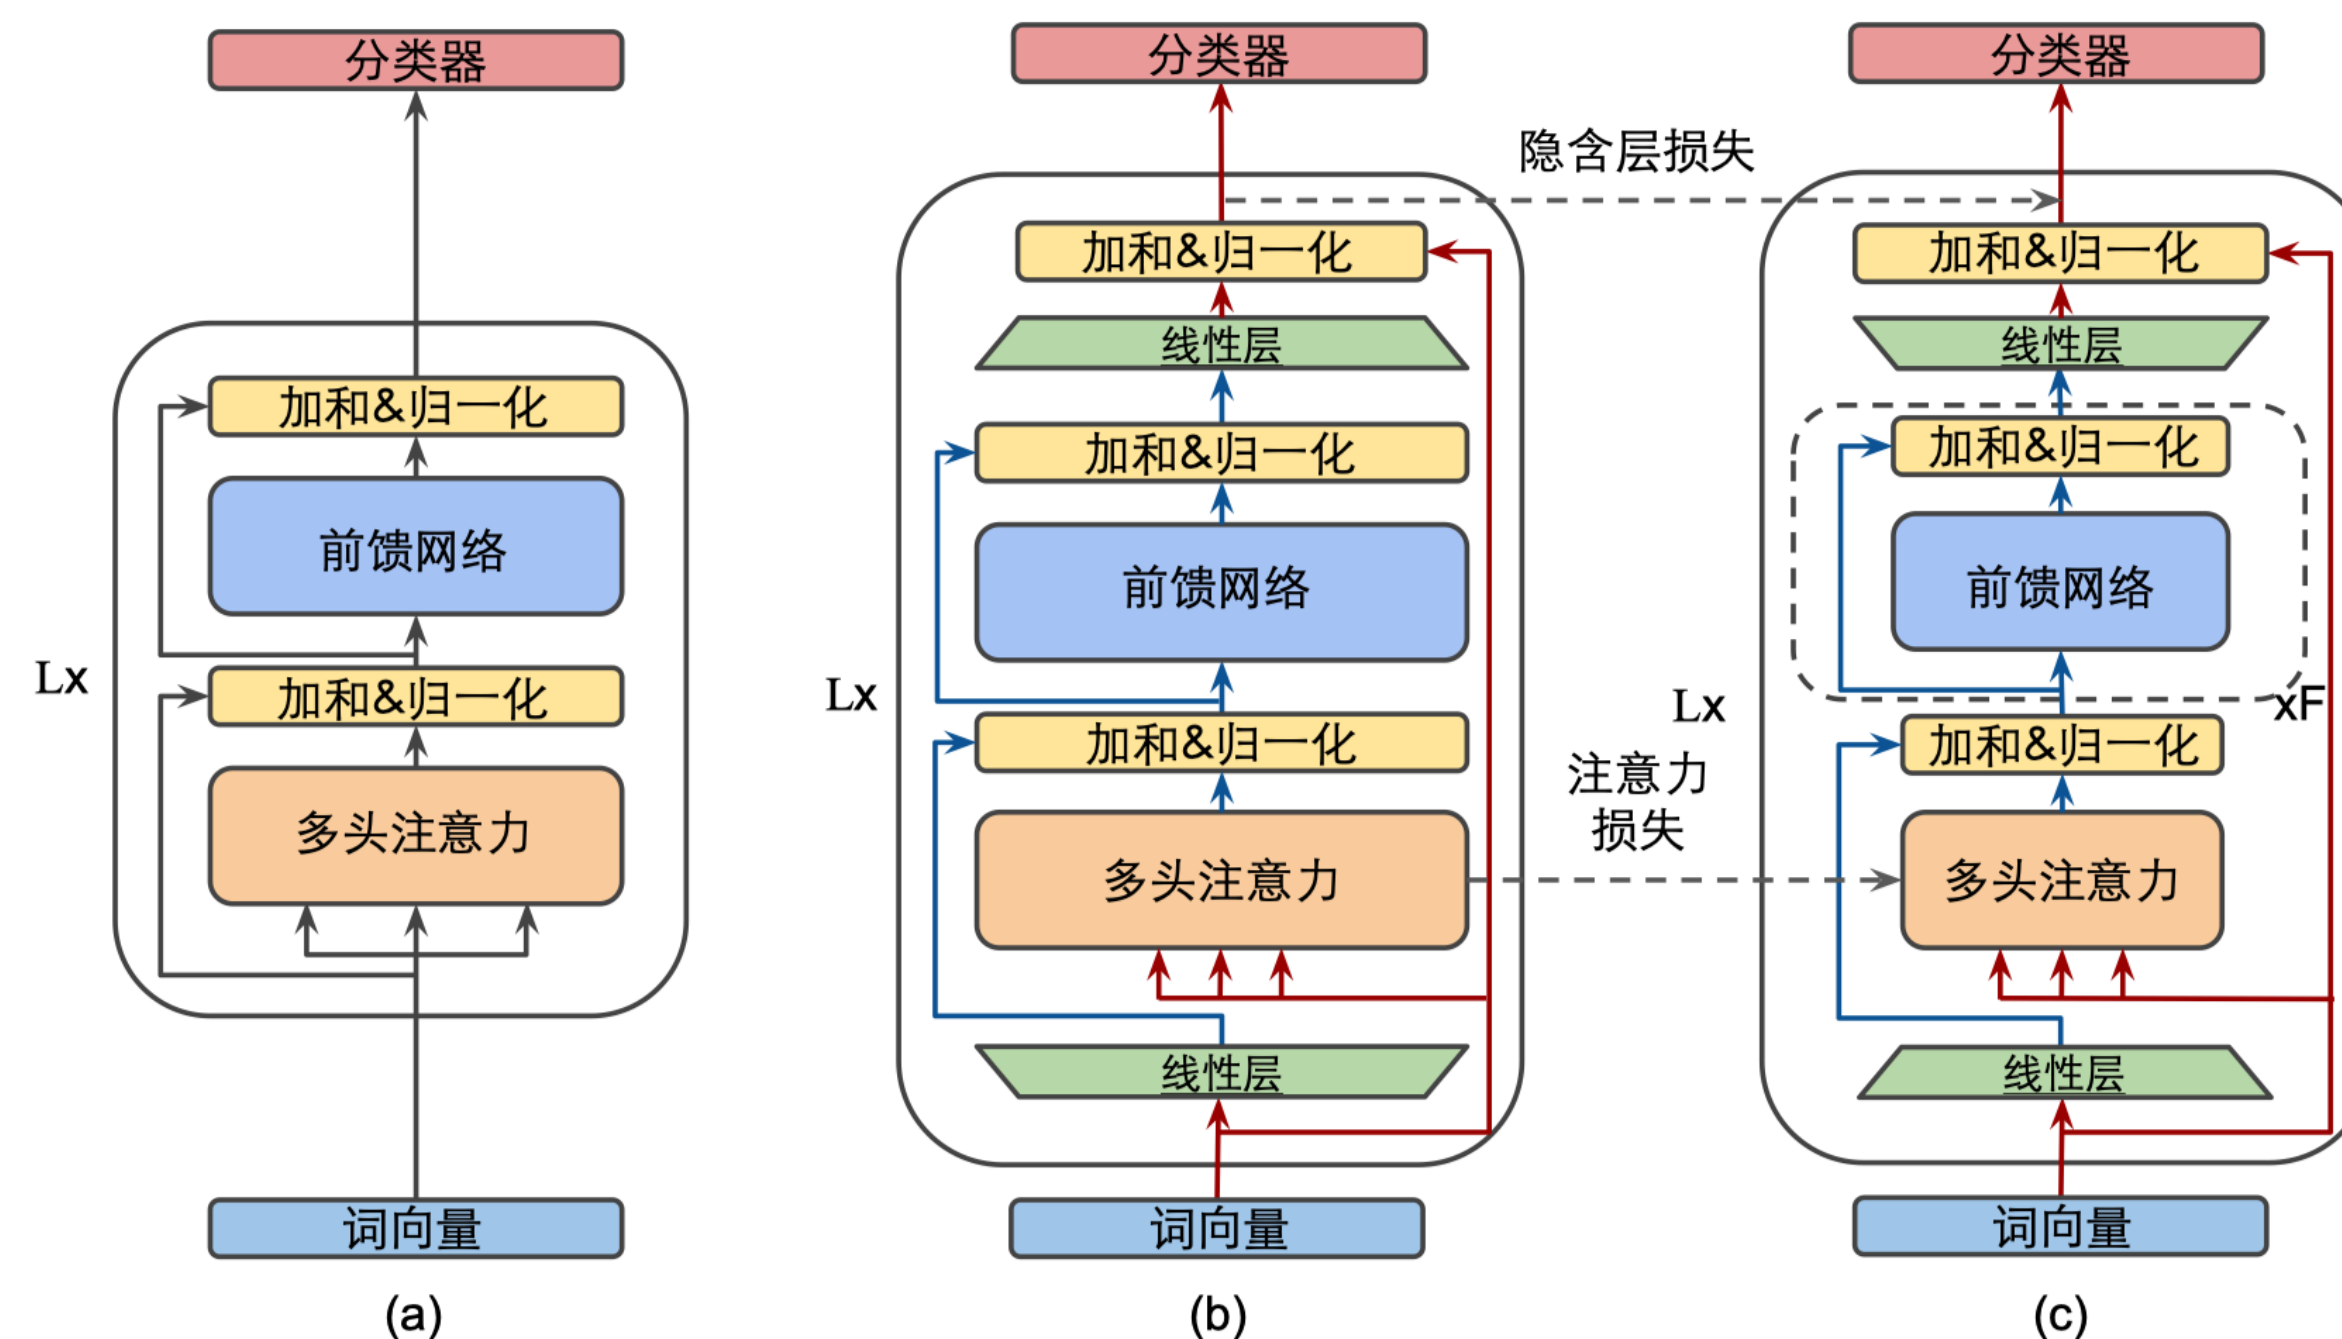 分类器
加和&归一化
前馈网络
Lx
加和&归一化
多头注意力
词向量
(a)
分类器
加和&归一化
线性层
加和&归一化
前馈网络
Lx
加和&归一化
多头注意力
线性层
词向量
(b)
隐含层损失
注意力
损失
分类器
加和&归一化
线性层
加和&归一化
前馈网络
Lx
xF
加和&归一化
多头注意力
线性层
词向量
(c)